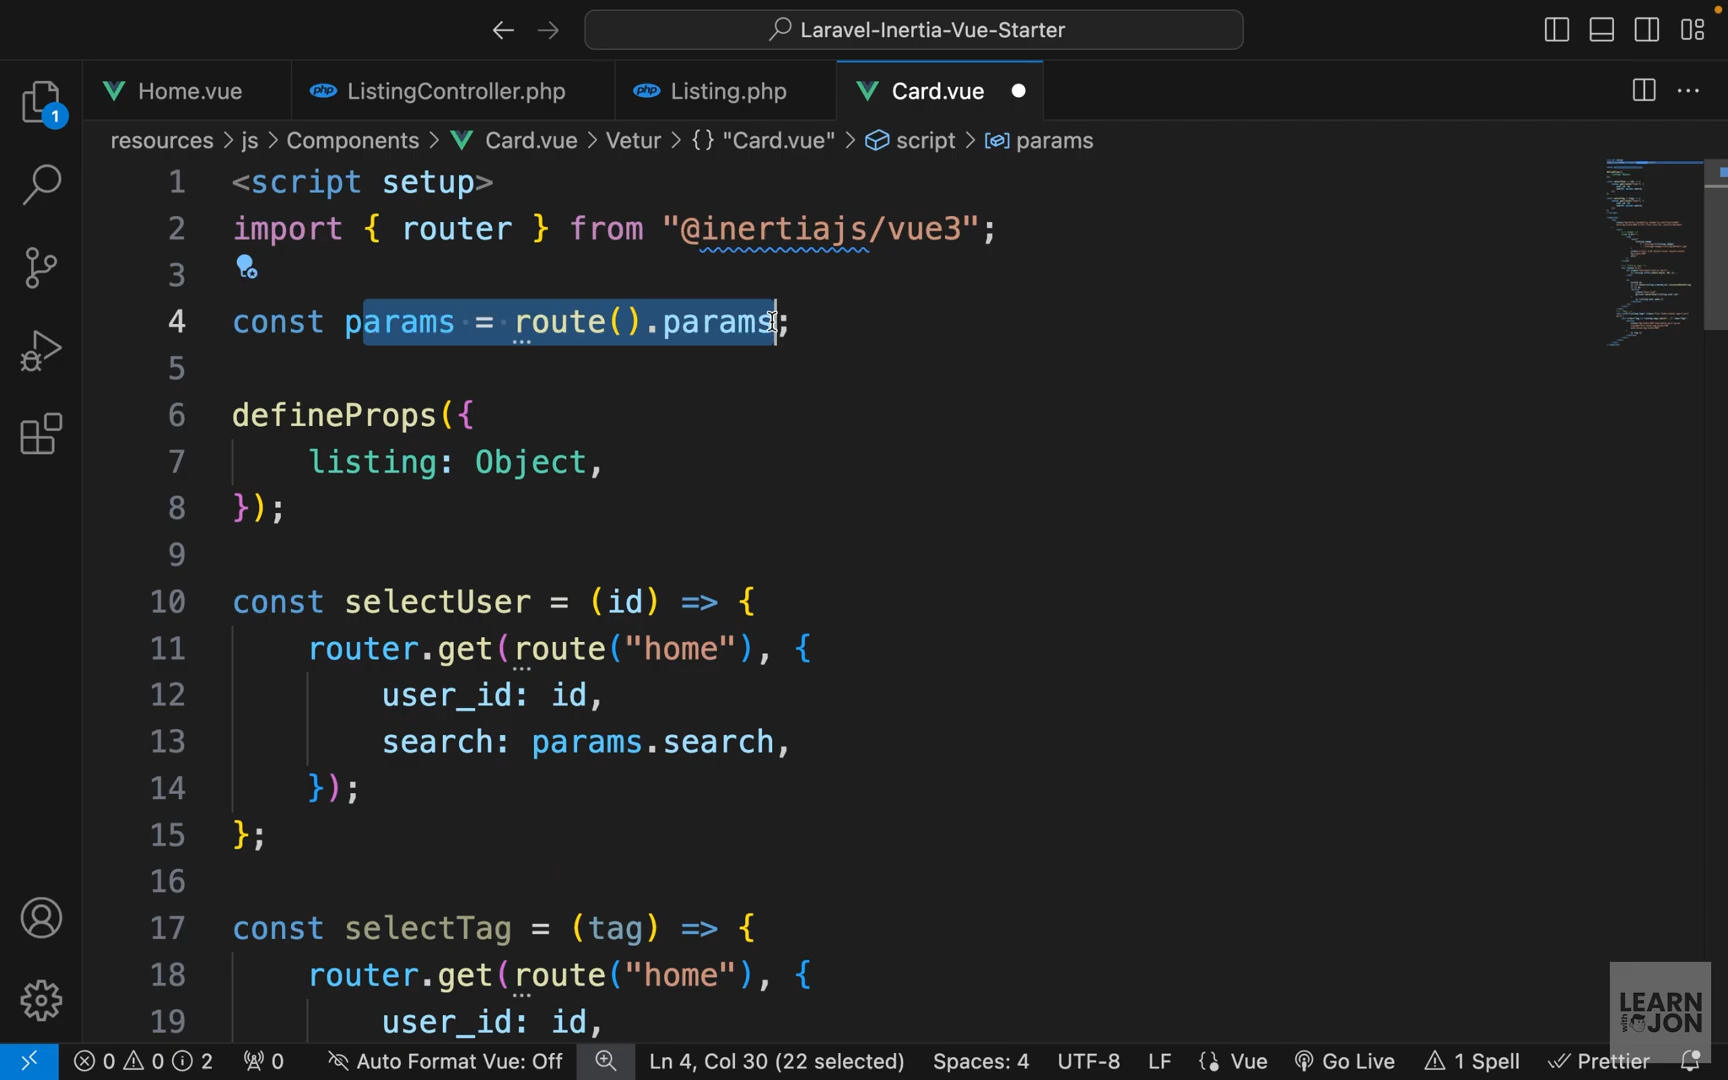 Laravel-Inertia-Vue-Starter
1
Home.vue
php ListingController.php
php Listing.php
Card.vue
resources > js > Components > Card.vue > Vetur > {} "Card.vue" > script > params
1 <script setup>
2 import { router } from "@inertiajs/vue3";
3
4 const params = route().params;
5
6 defineProps({
7 listing: Object,
8 });
9
10 const selectUser = (id) => {
11 router.get(route("home"), {
12 user_id: id,
13 search: params.search,
14 });
15 };
16
17 const selectTag = (tag) => {
18 router.get(route("home"), {
19 user_id: id,
LEARN
with JON
0 0 2 0 Auto Format Vue: Off Ln 4, Col 30 (22 selected) Spaces: 4 UTF-8 LF {} Vue Go Live 1 Spell Prettier